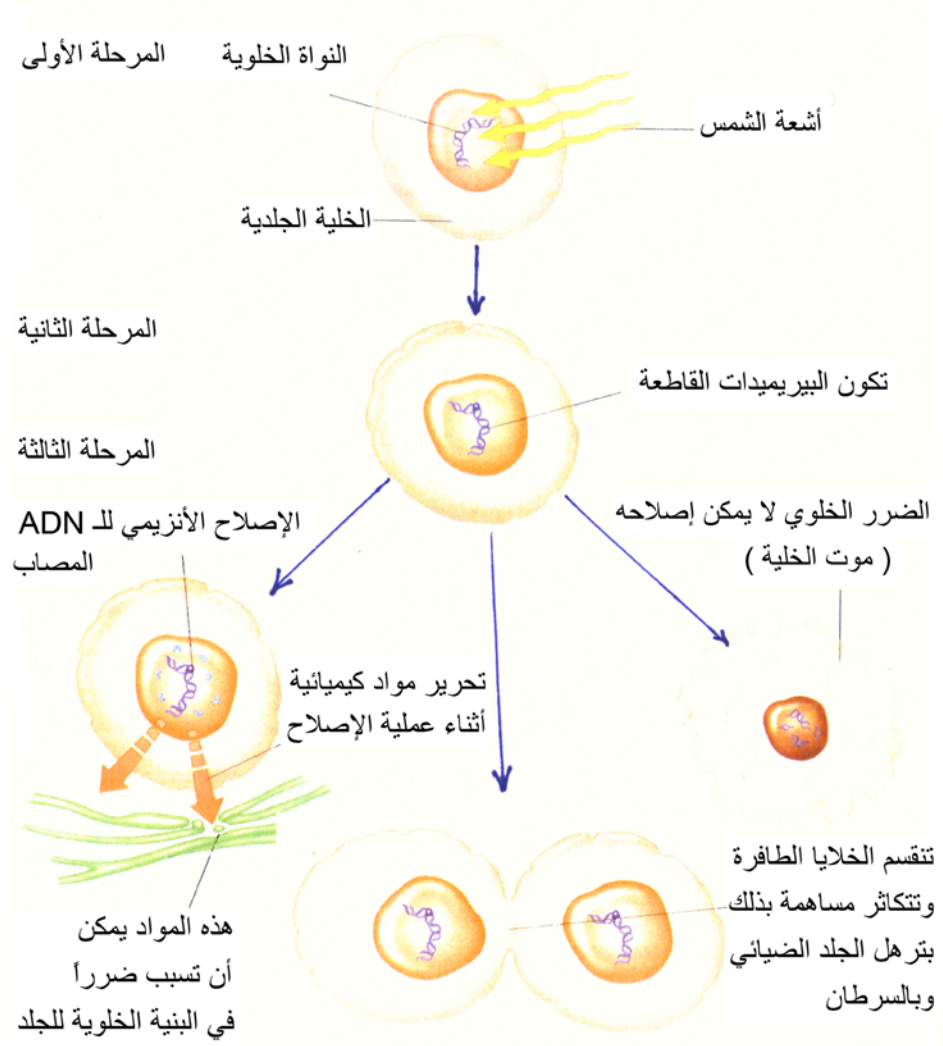 المرحلة الأولى
النواة الخلوية
أشعة الشمس
الخلية الجلدية
المرحلة الثانية
تكون البيريميدات القاطعة
المرحلة الثالثة
الإصلاح الأنزيمي للـ ADN
المصاب
الضرر الخلوي لا يمكن إصلاحه
( موت الخلية )
تحرير مواد كيميائية
أثناء عملية الإصلاح
هذه المواد يمكن
أن تسبب ضرراً
في البنية الخلوية للجلد
تنقسم الخلايا الطافرة
وتتكاثر مساهمة بذلك
بترهل الجلد الضيائي
وبالسرطان